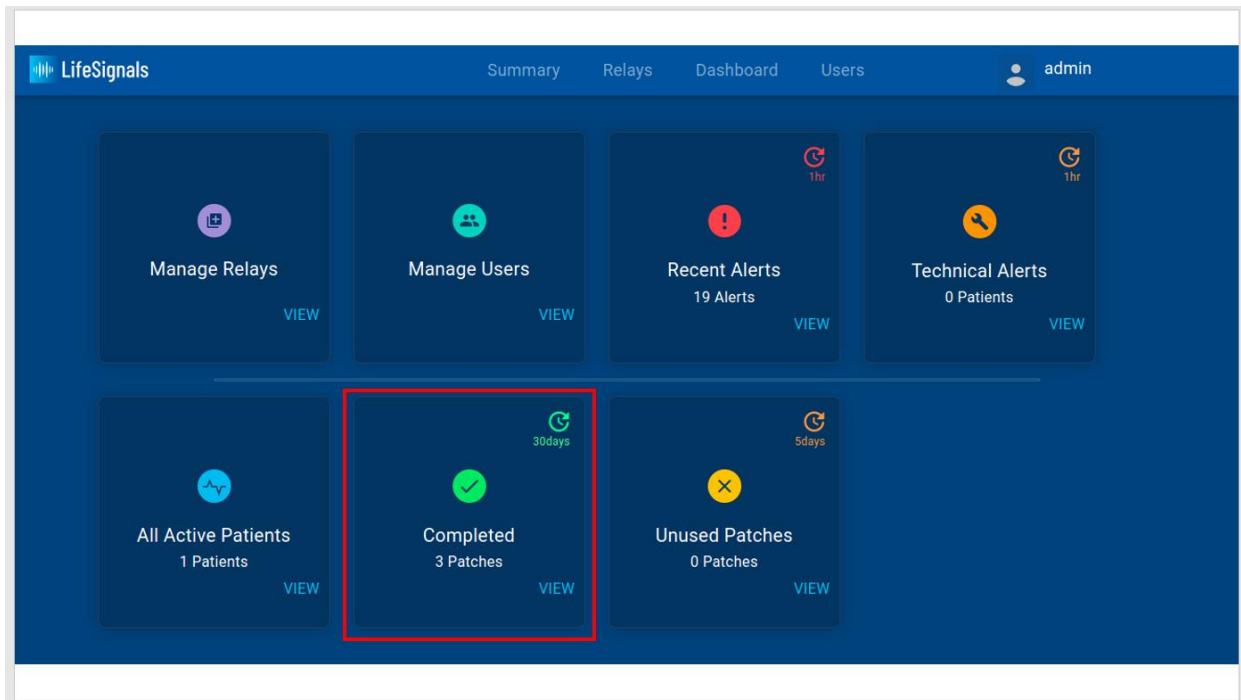 LifeSignals
Summary
Relays
Dashboard
Users
admin
Manage Relays
VIEW
Manage Users
VIEW
1hr
Recent Alerts
19 Alerts
VIEW
1hr
Technical Alerts
0 Patients
VIEW
All Active Patients
1 Patients
VIEW
30days
Completed
3 Patches
VIEW
5days
Unused Patches
0 Patches
VIEW